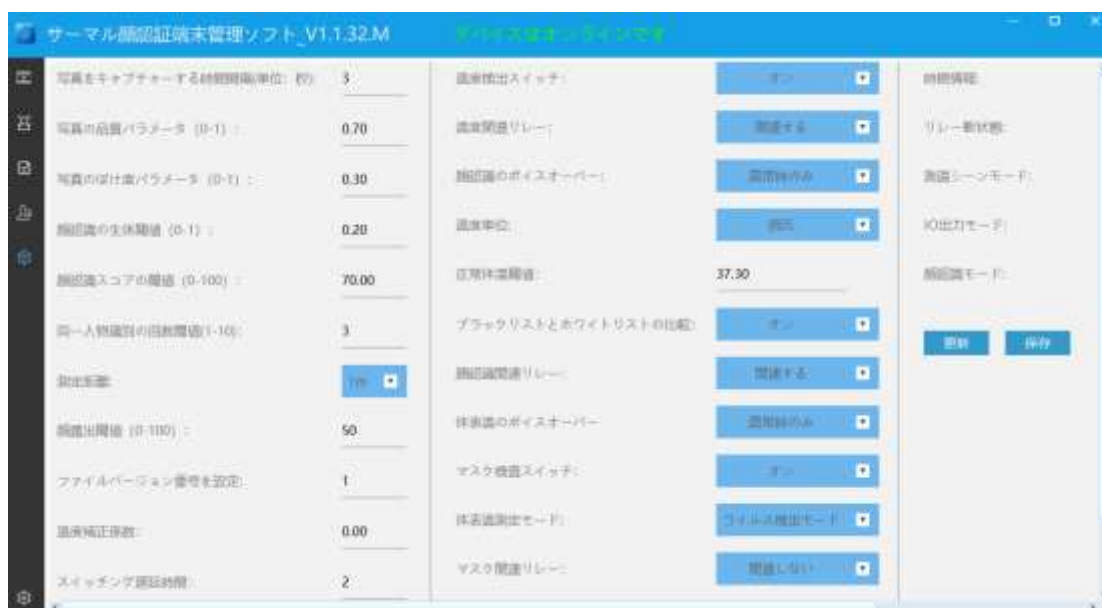 サーマル顔認証端末管理ソフト_V1.1.32.M
デバイスはオンラインです
写真をキャプチャーする時間間隔(単位: 秒): 3
写真の品質パラメータ (0-1) : 0.70
写真のぼけ度パラメータ (0-1) : 0.30
顔認識の生体閾値 (0-1) : 0.20
顔認識スコアの閾値 (0-100) : 70.00
同一人物識別の回数閾値(1-10): 3
測定距離:
顔露出閾値 (0-100) : 50
ファイルバージョン番号を設定: 1
温度補正係数: 0.00
スイッチング遅延時間: 2
温度検出スイッチ: オン
温度関連リレー: 関連する
顔認識のボイスオーバー:
温度単位: 摂氏
正常体温閾値: 37.30
ブラックリストとホワイトリストの比較: オン
顔認識関連リレー: 関連する
体表温のボイスオーバー
マスク検査スイッチ: オン
体表温測定モード: ウイルス検出モード
マスク関連リレー: 関連しない
時間情報:
リレー新状態:
測温シーンモード:
IO出力モード:
顔認識モード:
更新 保存